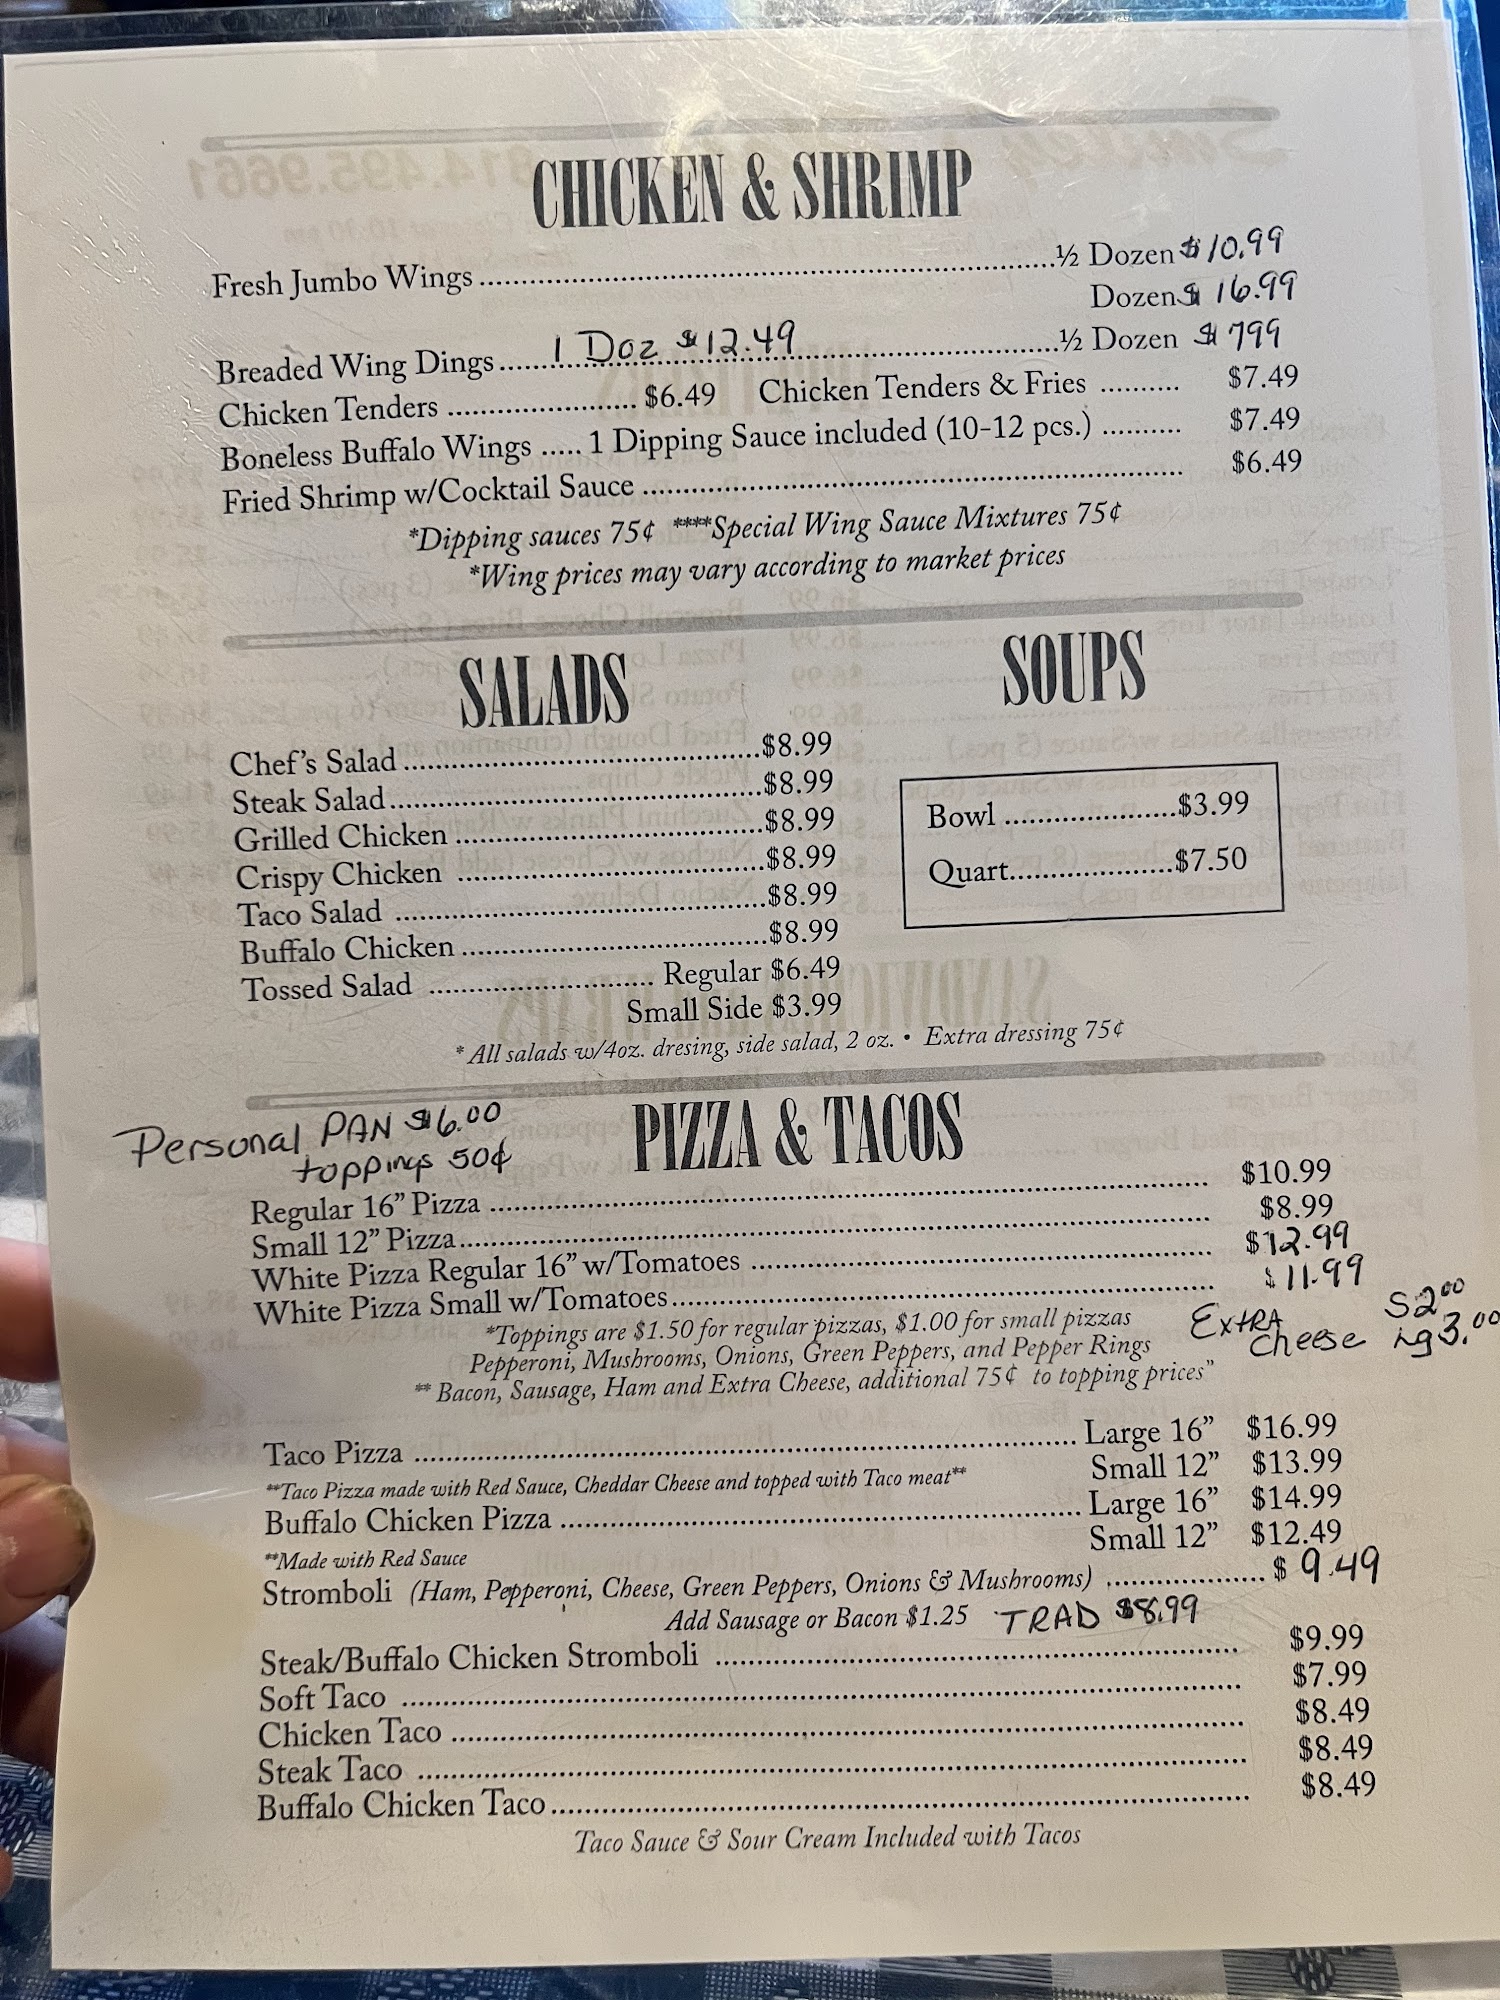 CHICKEN & SHRIMP
Fresh Jumbo Wings ½ Dozen $10.99
Dozen $16.99
Breaded Wing Dings 1 Doz $12.49 ½ Dozen $799
Chicken Tenders $6.49 Chicken Tenders & Fries $7.49
Boneless Buffalo Wings 1 Dipping Sauce included (10-12 pcs.) $7.49
Fried Shrimp w/Cocktail Sauce $6.49
*Dipping sauces 75¢ ****Special Wing Sauce Mixtures 75¢
*Wing prices may vary according to market prices
SALADS
Chef's Salad $8.99
Steak Salad $8.99
Grilled Chicken $8.99
Crispy Chicken $8.99
Taco Salad $8.99
Buffalo Chicken $8.99
Tossed Salad Regular $6.49
Small Side $3.99
* All salads w/4oz. dresing, side salad, 2 oz. • Extra dressing 75¢
SOUPS
Bowl $3.99
Quart $7.50
PIZZA & TACOS
Personal PAN $6.00
toppings 50¢
Regular 16" Pizza $10.99
Small 12" Pizza $8.99
White Pizza Regular 16" w/Tomatoes $12.99
White Pizza Small w/Tomatoes $11.99
*Toppings are $1.50 for regular pizzas, $1.00 for small pizzas
Pepperoni, Mushrooms, Onions, Green Peppers, and Pepper Rings
** Bacon, Sausage, Ham and Extra Cheese, additional 75¢ to topping prices"
Extra S2.00
Cheese Lg 3.00
Taco Pizza Large 16" $16.99
Small 12" $13.99
**Taco Pizza made with Red Sauce, Cheddar Cheese and topped with Taco meat**
Buffalo Chicken Pizza Large 16" $14.99
Small 12" $12.49
**Made with Red Sauce
Stromboli (Ham, Pepperoni, Cheese, Green Peppers, Onions & Mushrooms) $9.49
Add Sausage or Bacon $1.25 TRAD $8.99
Steak/Buffalo Chicken Stromboli $9.99
Soft Taco $7.99
Chicken Taco $8.49
Steak Taco $8.49
Buffalo Chicken Taco $8.49
Taco Sauce & Sour Cream Included with Tacos